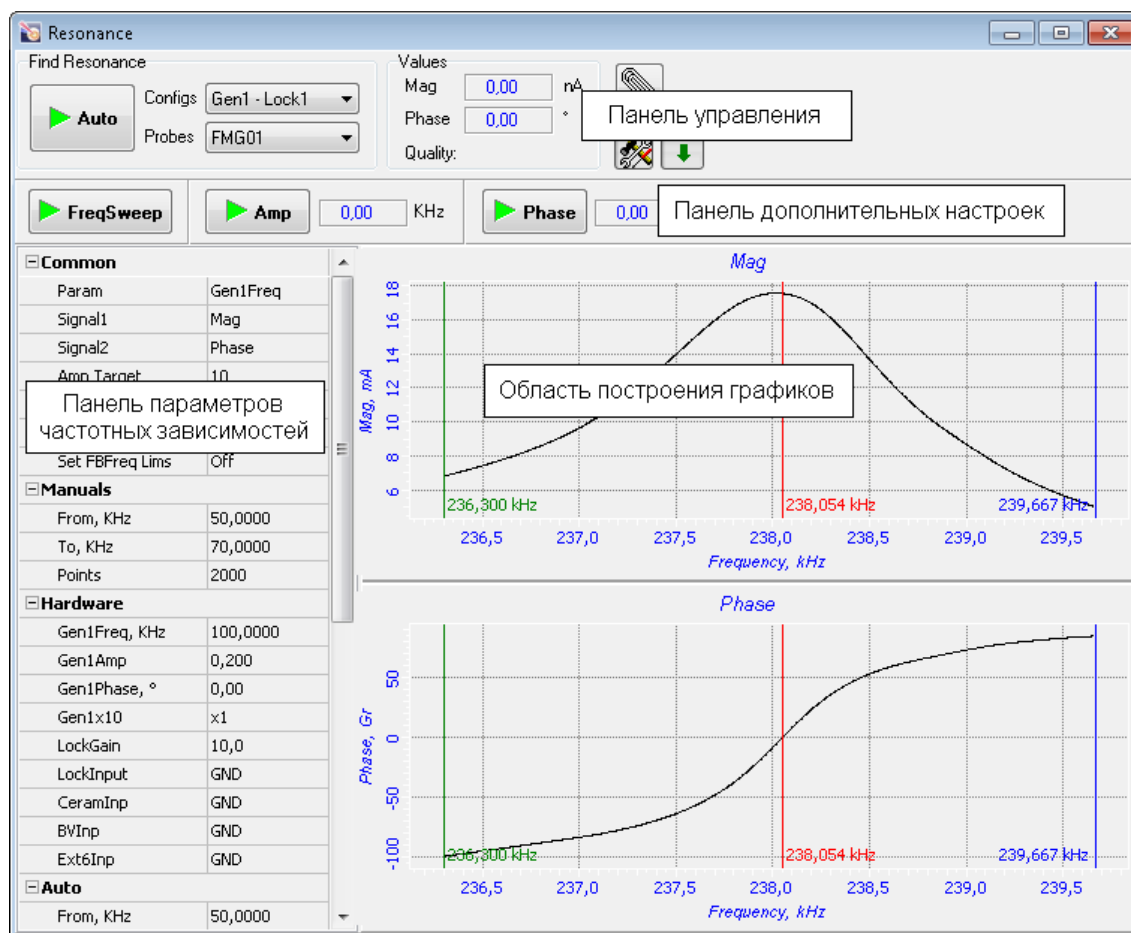 Resonance
Find Resonance
Auto
Configs Gen1 - Lock1
Probes FMG01
Values
Mag 0,00 nA
Phase 0,00 °
Quality:
Панель управления
FreqSweep Amp 0,00 KHz Phase 0,00
Панель дополнительных настроек
Common
Param Gen1Freq
Signal1 Mag
Signal2 Phase
Amp Target 10
Панель параметров
частотных зависимостей
Set FBFreq Lims Off
Manuals
From, KHz 50,0000
To, KHz 70,0000
Points 2000
Hardware
Gen1Freq, KHz 100,0000
Gen1Amp 0,200
Gen1Phase, ° 0,00
Gen1x10 x1
LockGain 10,0
LockInput GND
CeramInp GND
BVInp GND
Ext6Inp GND
Auto
From, KHz 50,0000
Mag
Mag, mA
18
16
14
12
10
8
6
Область построения графиков
236,300 kHz 238,054 kHz 239,667 kHz
236,5 237,0 237,5 238,0 238,5 239,0 239,5
Frequency, kHz
Phase
Phase, Gr
50
0
-50
-100
236,300 kHz 238,054 kHz 239,667 kHz
236,5 237,0 237,5 238,0 238,5 239,0 239,5
Frequency, kHz